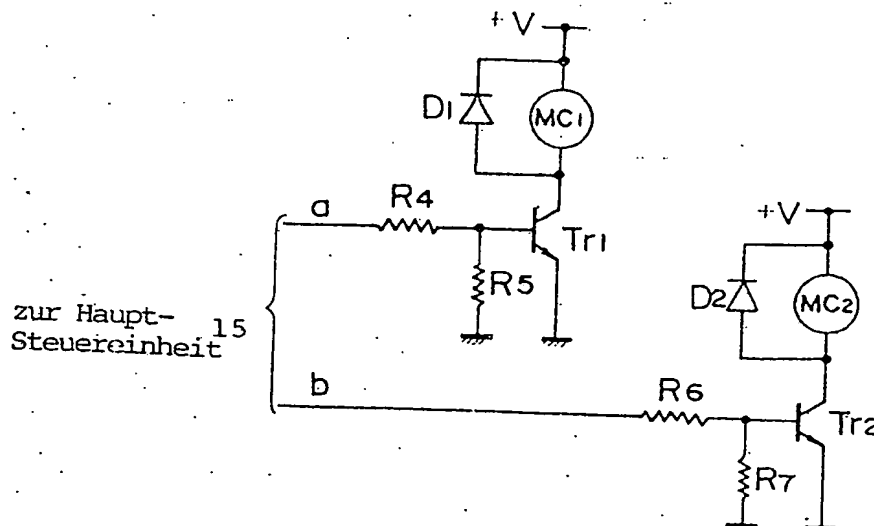 +V
D1
MC1
a
R4
Tr1
+V
R5
D2
MC2
zur Haupt- 15
Steuereinheit
b
R6
Tr2
R7